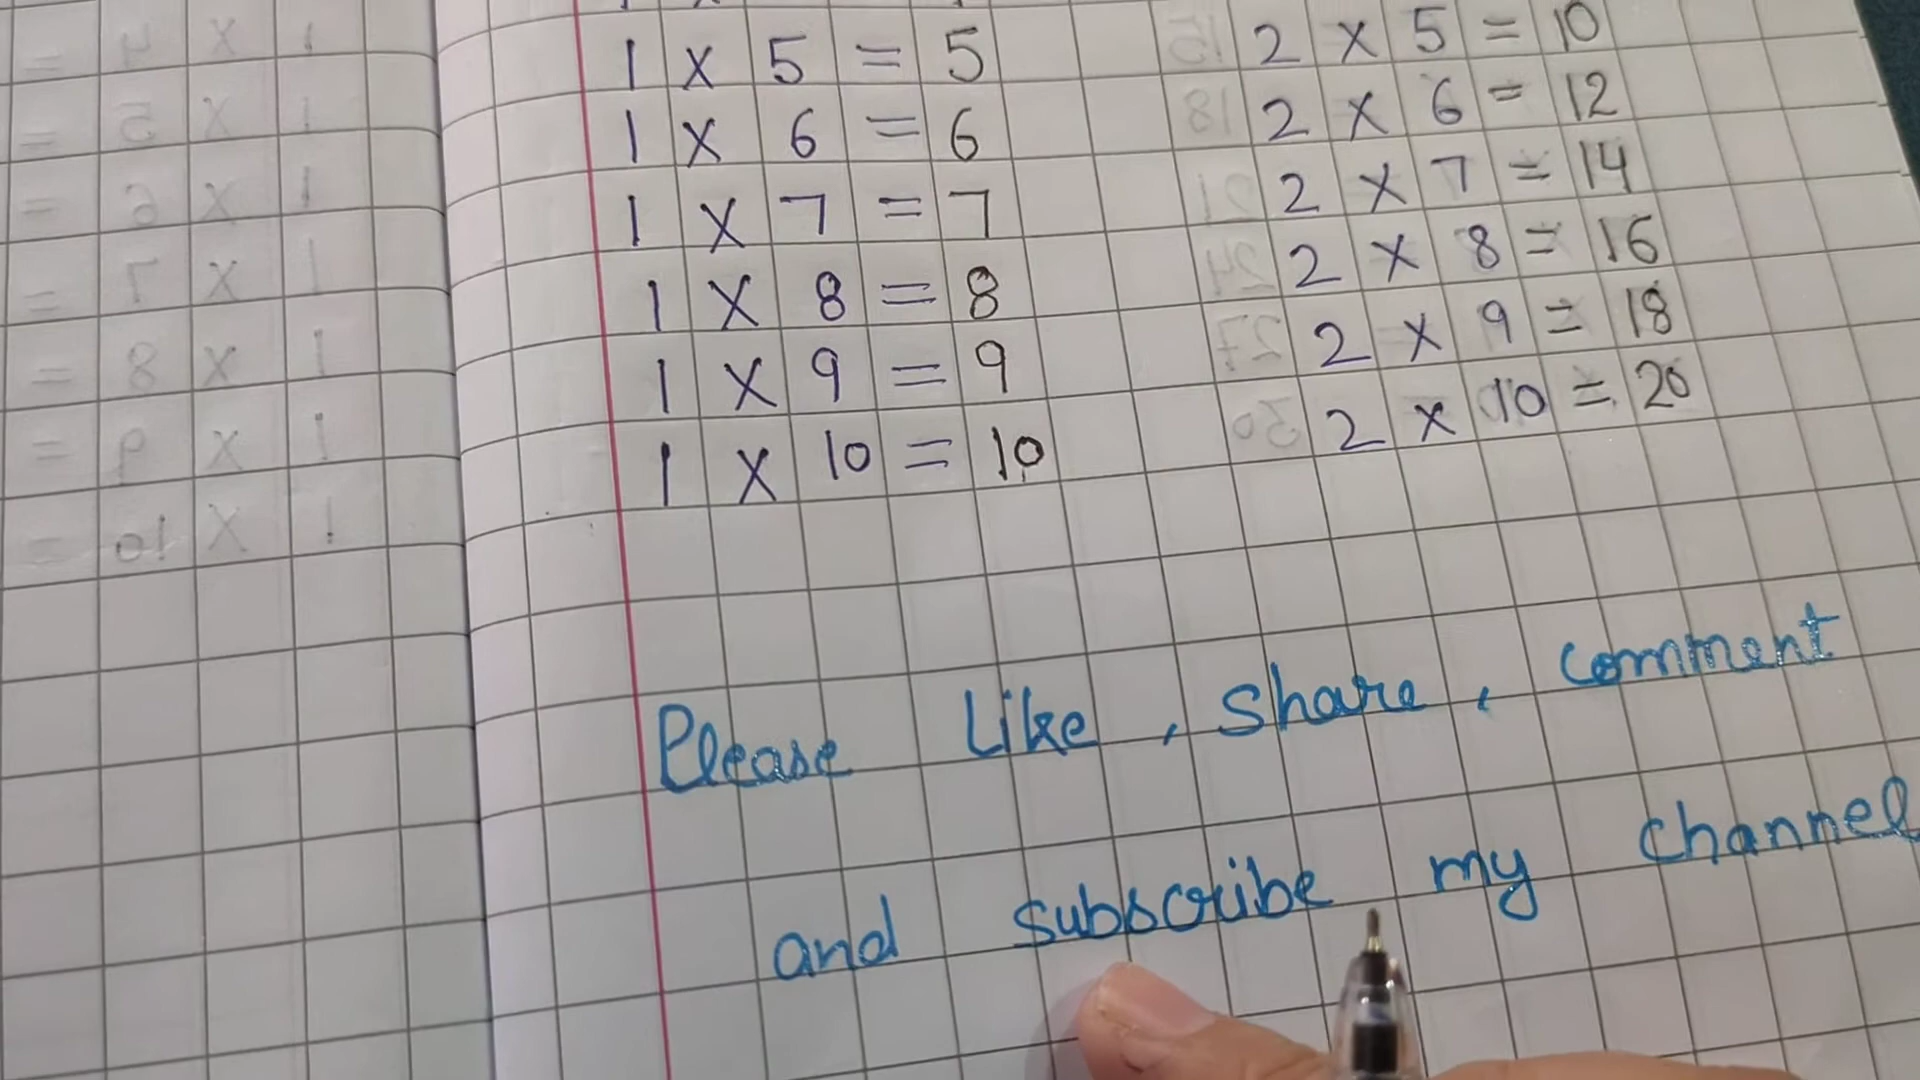 1 x 5 = 5
1 x 6 = 6
1 x 7 = 7
1 x 8 = 8
1 x 9 = 9
1 x 10 = 10
2 x 5 = 10
2 x 6 = 12
2 x 7 = 14
2 x 8 = 16
2 x 9 = 18
2 x 10 = 20
Please Like, Share, comment
and subscribe my channel